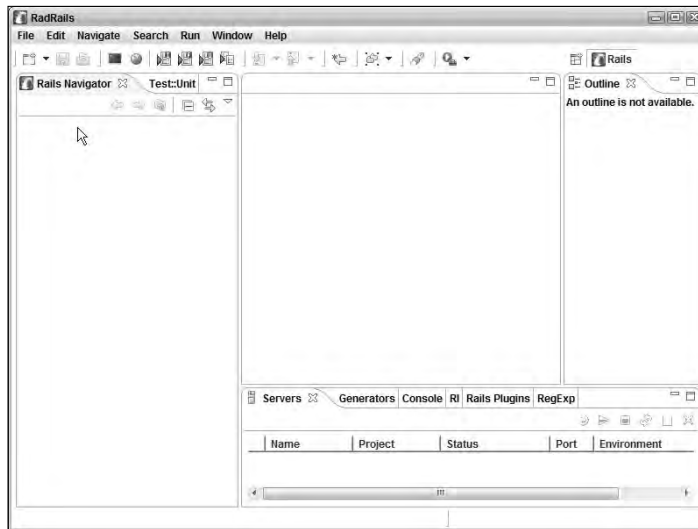 RadRails
File Edit Navigate Search Run Window Help
Rails
Rails Navigator Test::Unit
Outline
An outline is not available.
Servers Generators Console RI Rails Plugins RegExp
Name Project Status Port Environment